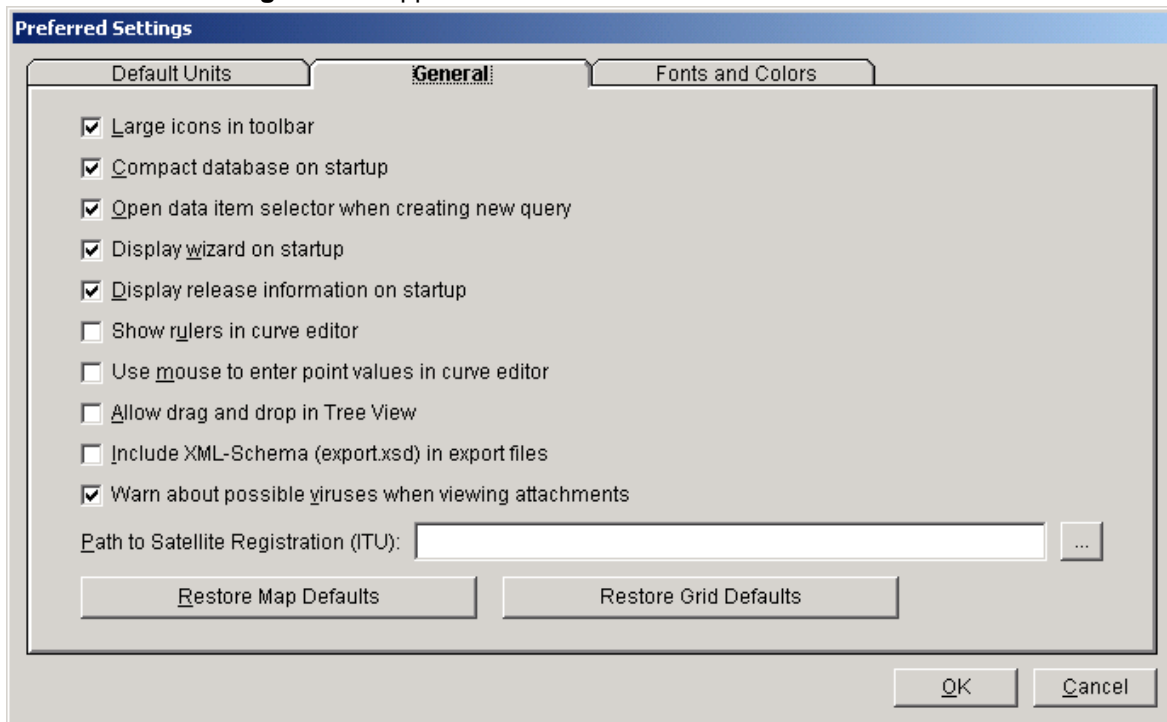 Preferred Settings
Default Units General Fonts and Colors
Large icons in toolbar
Compact database on startup
Open data item selector when creating new query
Display wizard on startup
Display release information on startup
Show rulers in curve editor
Use mouse to enter point values in curve editor
Allow drag and drop in Tree View
Include XML-Schema (export.xsd) in export files
Warn about possible viruses when viewing attachments
Path to Satellite Registration (ITU): ...
Restore Map Defaults Restore Grid Defaults
OK Cancel